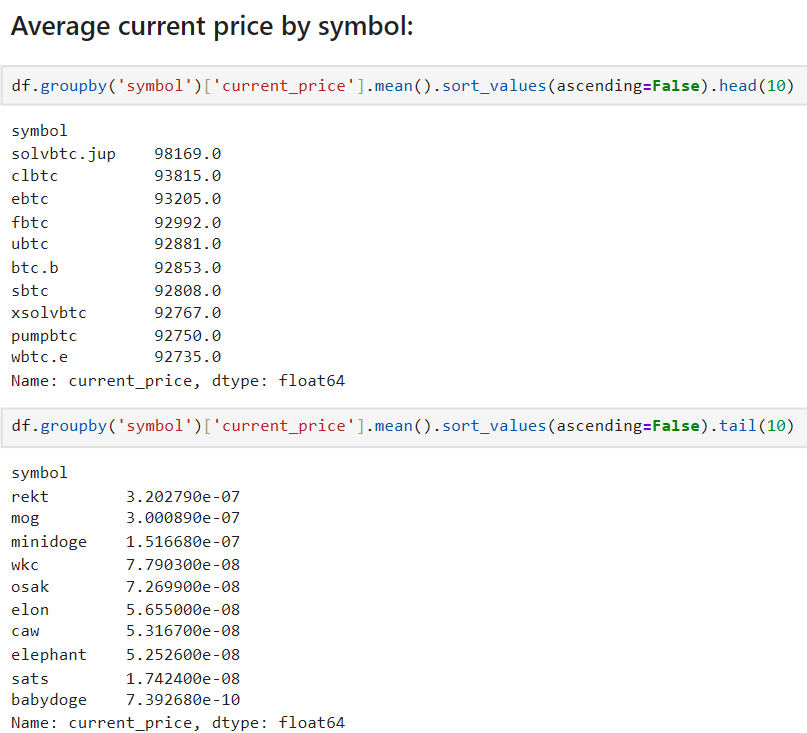 Average current price by symbol:
df.groupby('symbol')['current_price'].mean().sort_values(ascending=False).head(10)
symbol
solvbtc.jup    98169.0
clbtc          93815.0
ebtc           93205.0
fbtc           92992.0
ubtc           92881.0
btc.b          92853.0
sbtc           92808.0
xsolvbtc       92767.0
pumpbtc        92750.0
wbtc.e         92735.0
Name: current_price, dtype: float64
df.groupby('symbol')['current_price'].mean().sort_values(ascending=False).tail(10)
symbol
rekt        3.202790e-07
mog         3.000890e-07
minidoge    1.516680e-07
wkc         7.790300e-08
osak        7.269900e-08
elon        5.655000e-08
caw         5.316700e-08
elephant    5.252600e-08
sats        1.742400e-08
babydoge    7.392680e-10
Name: current_price, dtype: float64